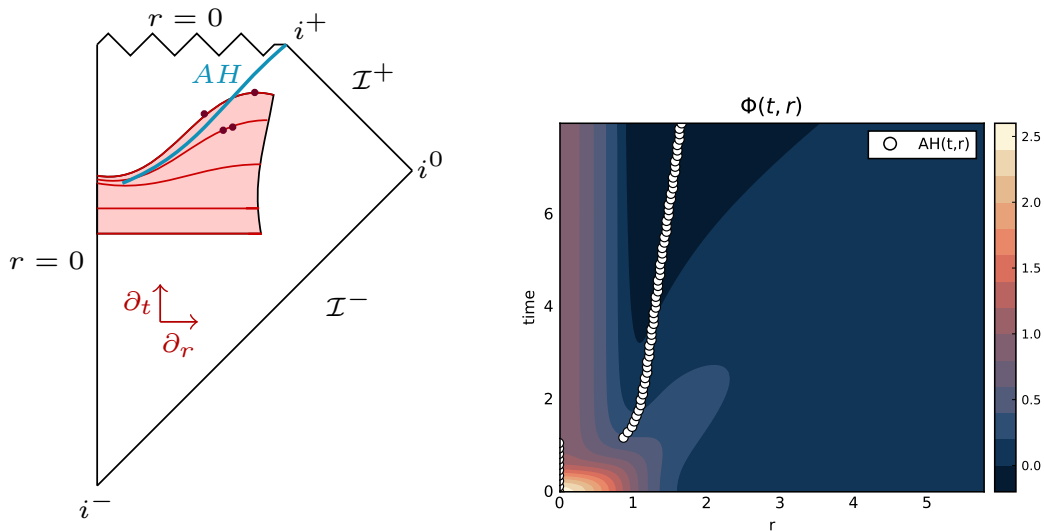 r = 0
i⁺
AH
ℐ⁺
i⁰
r = 0
∂ₜ
∂ᵣ
ℐ⁻
i⁻
Φ(t, r)
AH(t,r)
time
6
4
2
0
0 1 2 3 4 5
r
2.5
2.0
1.5
1.0
0.5
0.0